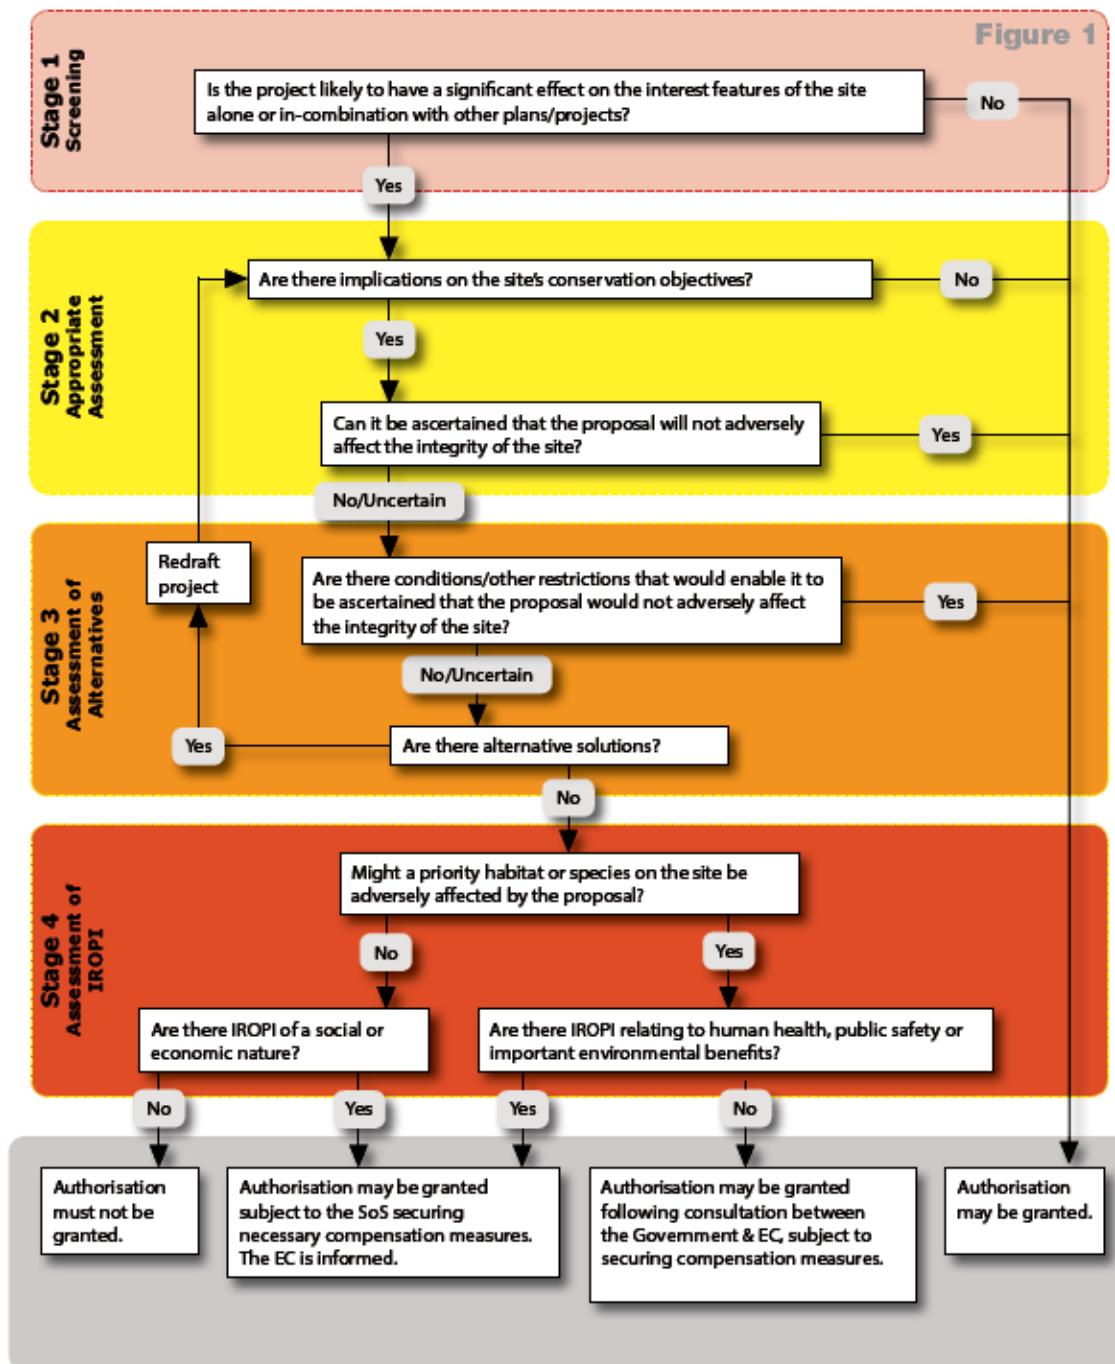 Figure 1
Stage 1
Screening
Is the project likely to have a significant effect on the interest features of the site
alone or in-combination with other plans/projects?
No
Yes
Stage 2
Appropriate
Assessment
Are there implications on the site's conservation objectives?
No
Yes
Can it be ascertained that the proposal will not adversely
affect the integrity of the site?
Yes
No/Uncertain
Stage 3
Assessment of
Alternatives
Redraft
project
Are there conditions/other restrictions that would enable it to
be ascertained that the proposal would not adversely affect
the integrity of the site?
Yes
No/Uncertain
Are there alternative solutions?
Yes
No
Stage 4
Assessment of
IROPI
Might a priority habitat or species on the site be
adversely affected by the proposal?
No
Yes
Are there IROPI of a social or
economic nature?
Are there IROPI relating to human health, public safety or
important environmental benefits?
No
Yes
Yes
No
Authorisation
must not be
granted.
Authorisation may be granted
subject to the SoS securing
necessary compensation measures.
The EC is informed.
Authorisation may be granted
following consultation between
the Government & EC, subject to
securing compensation measures.
Authorisation
may be granted.